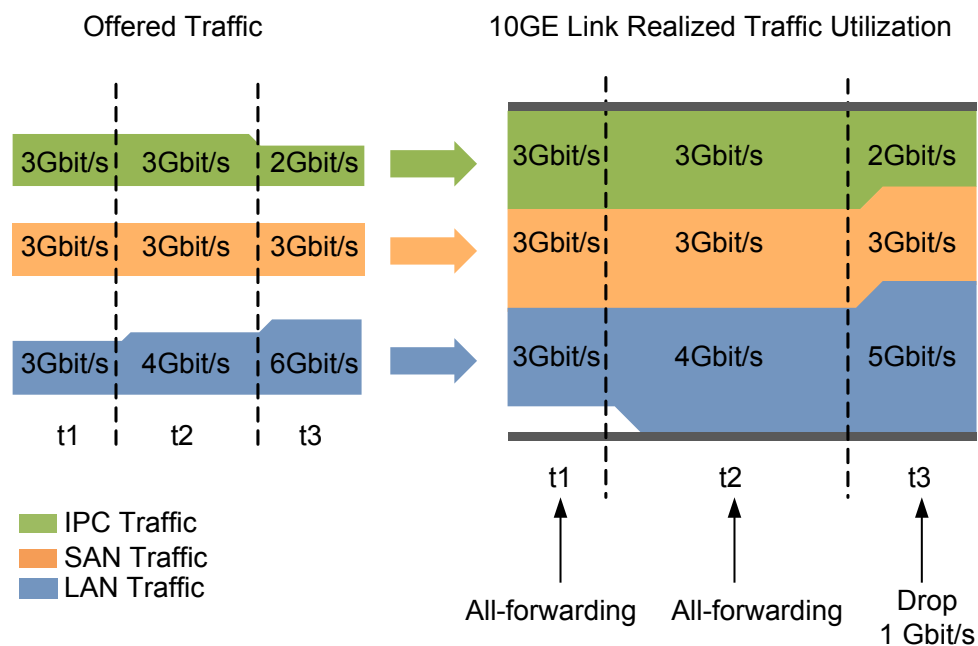 Offered Traffic
10GE Link Realized Traffic Utilization
3Gbit/s 3Gbit/s 2Gbit/s
3Gbit/s 3Gbit/s 3Gbit/s
3Gbit/s 4Gbit/s 6Gbit/s
t1 t2 t3
IPC Traffic
SAN Traffic
LAN Traffic
3Gbit/s 3Gbit/s 2Gbit/s
3Gbit/s 3Gbit/s 3Gbit/s
3Gbit/s 4Gbit/s 5Gbit/s
t1 t2 t3
All-forwarding
All-forwarding
Drop
1 Gbit/s